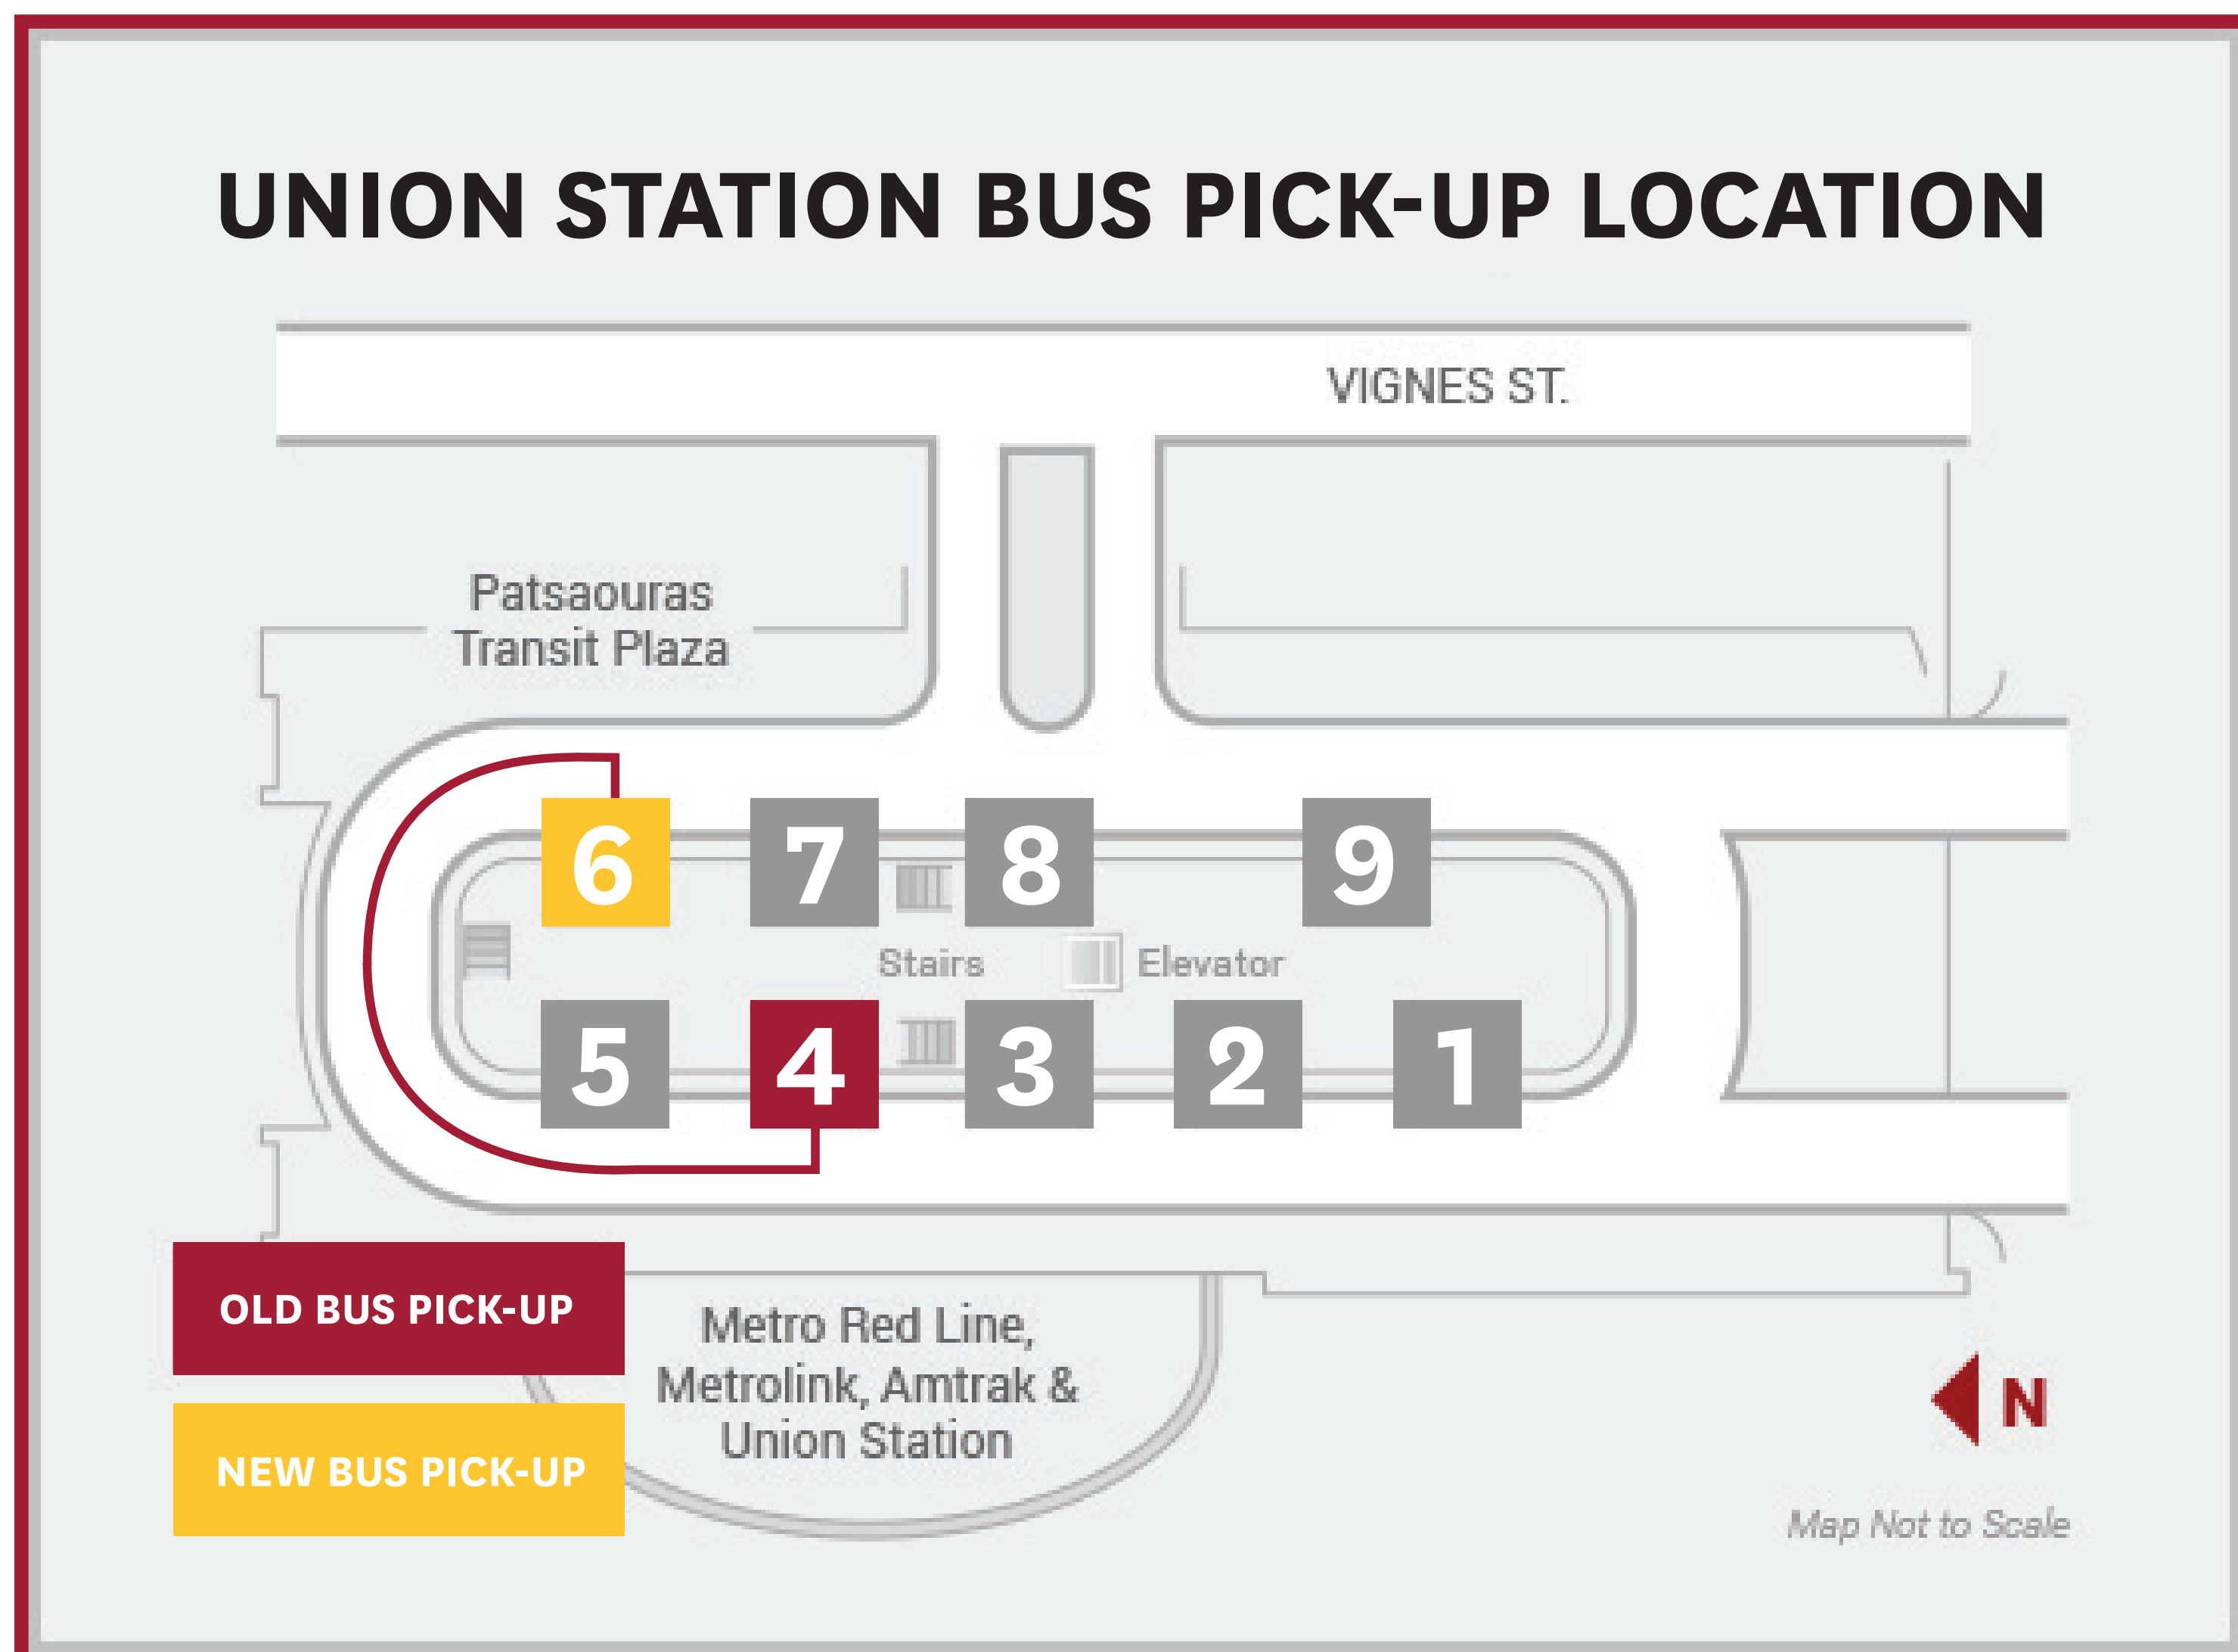 UNION STATION BUS PICK-UP LOCATION
VIGNES ST.
Patsaouras
Transit Plaza
6
7
8
9
Stairs
Elevator
5
4
3
2
1
OLD BUS PICK-UP
NEW BUS PICK-UP
Metro Red Line,
Metrolink, Amtrak &
Union Station
N
Map Not to Scale